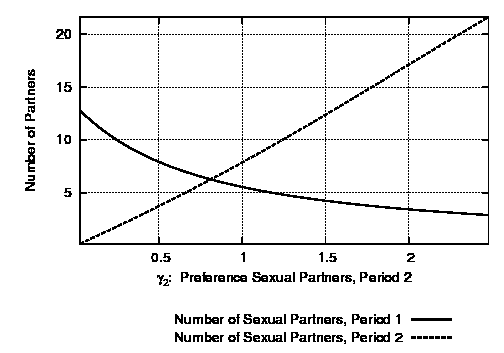 20
15
10
5
Number of Partners
0.5 1 1.5 2
γ₂: Preference Sexual Partners, Period 2
Number of Sexual Partners, Period 1
Number of Sexual Partners, Period 2